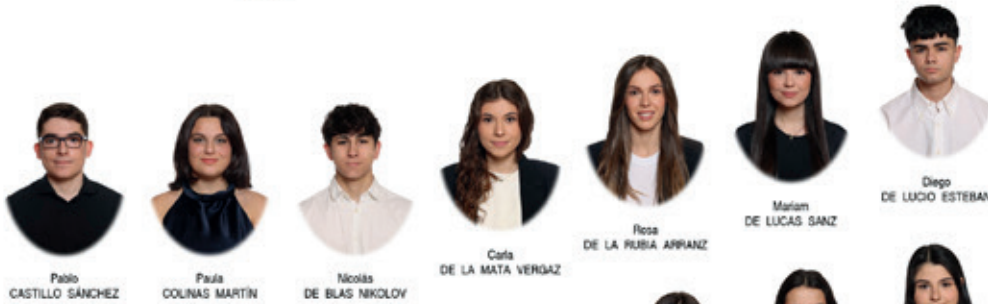 Pablo
CASTILLO SÁNCHEZ
Paula
COLINAS MARTÍN
Nicolás
DE BLAS NIKOLOV
Carla
DE LA MATA VERGAZ
Rosa
DE LA RUBIA ARRANZ
Mariam
DE LUCAS SANZ
Diego
DE LUCIO ESTEBAN